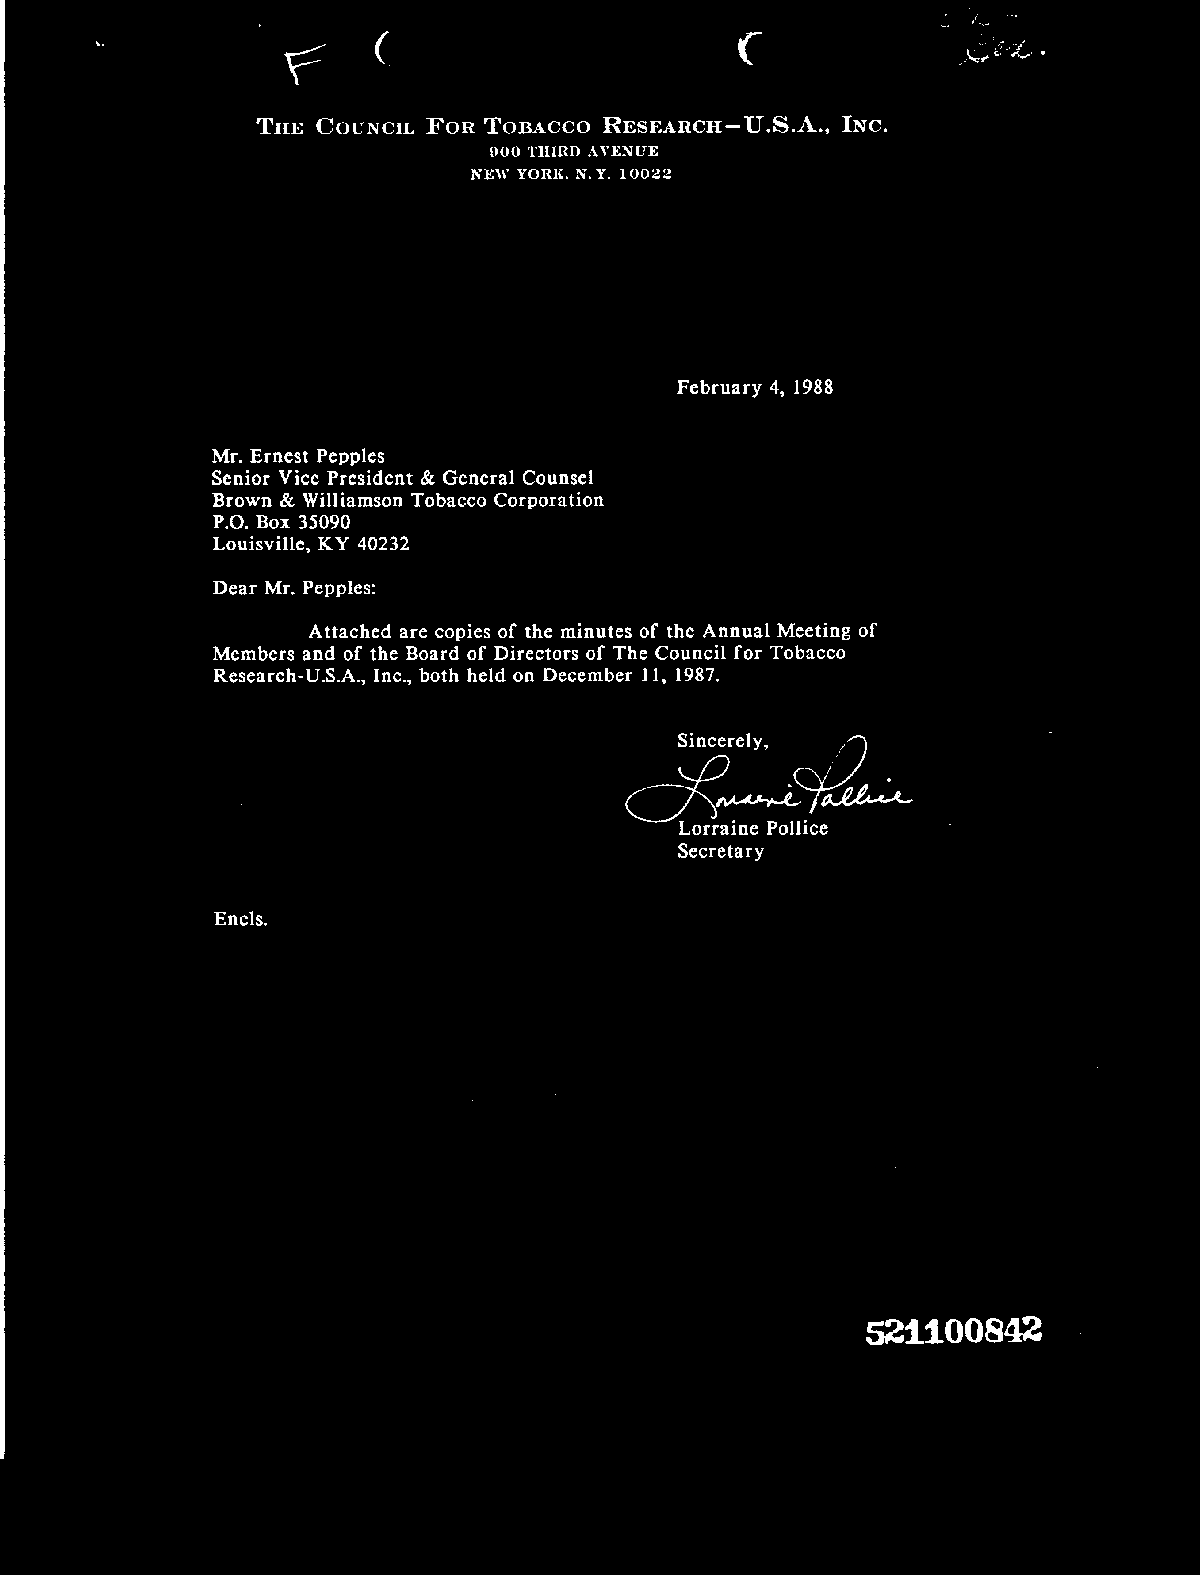 F
THE COUNCIL FOR TOBACCO RESEARCH–U.S.A., INC.
900 THIRD AVENUE
NEW YORK, N.Y. 10022
February 4, 1988
Mr. Ernest Pepples
Senior Vice President & General Counsel
Brown & Williamson Tobacco Corporation
P.O. Box 35090
Louisville, KY 40232
Dear Mr. Pepples:
Attached are copies of the minutes of the Annual Meeting of
Members and of the Board of Directors of The Council for Tobacco
Research-U.S.A., Inc., both held on December 11, 1987.
Sincerely,
Lorraine Pollice
Lorraine Pollice
Secretary
Encls.
521100842